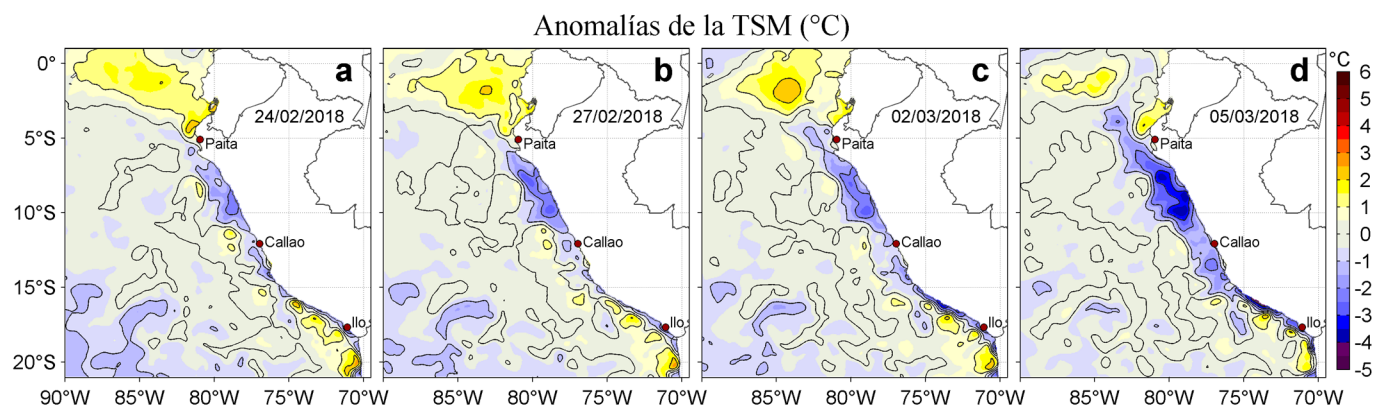 Anomalías de la TSM (°C)
a b c d °C
24/02/2018 27/02/2018 02/03/2018 05/03/2018
Paita Paita Paita Paita
Callao Callao Callao Callao
Ilo Ilo Ilo Ilo
0°
5°S
10°S
15°S
20°S
90°W 85°W 80°W 75°W 70°W 85°W 80°W 75°W 70°W 85°W 80°W 75°W 70°W 85°W 80°W 75°W 70°W
6
5
4
3
2
1
0
-1
-2
-3
-4
-5